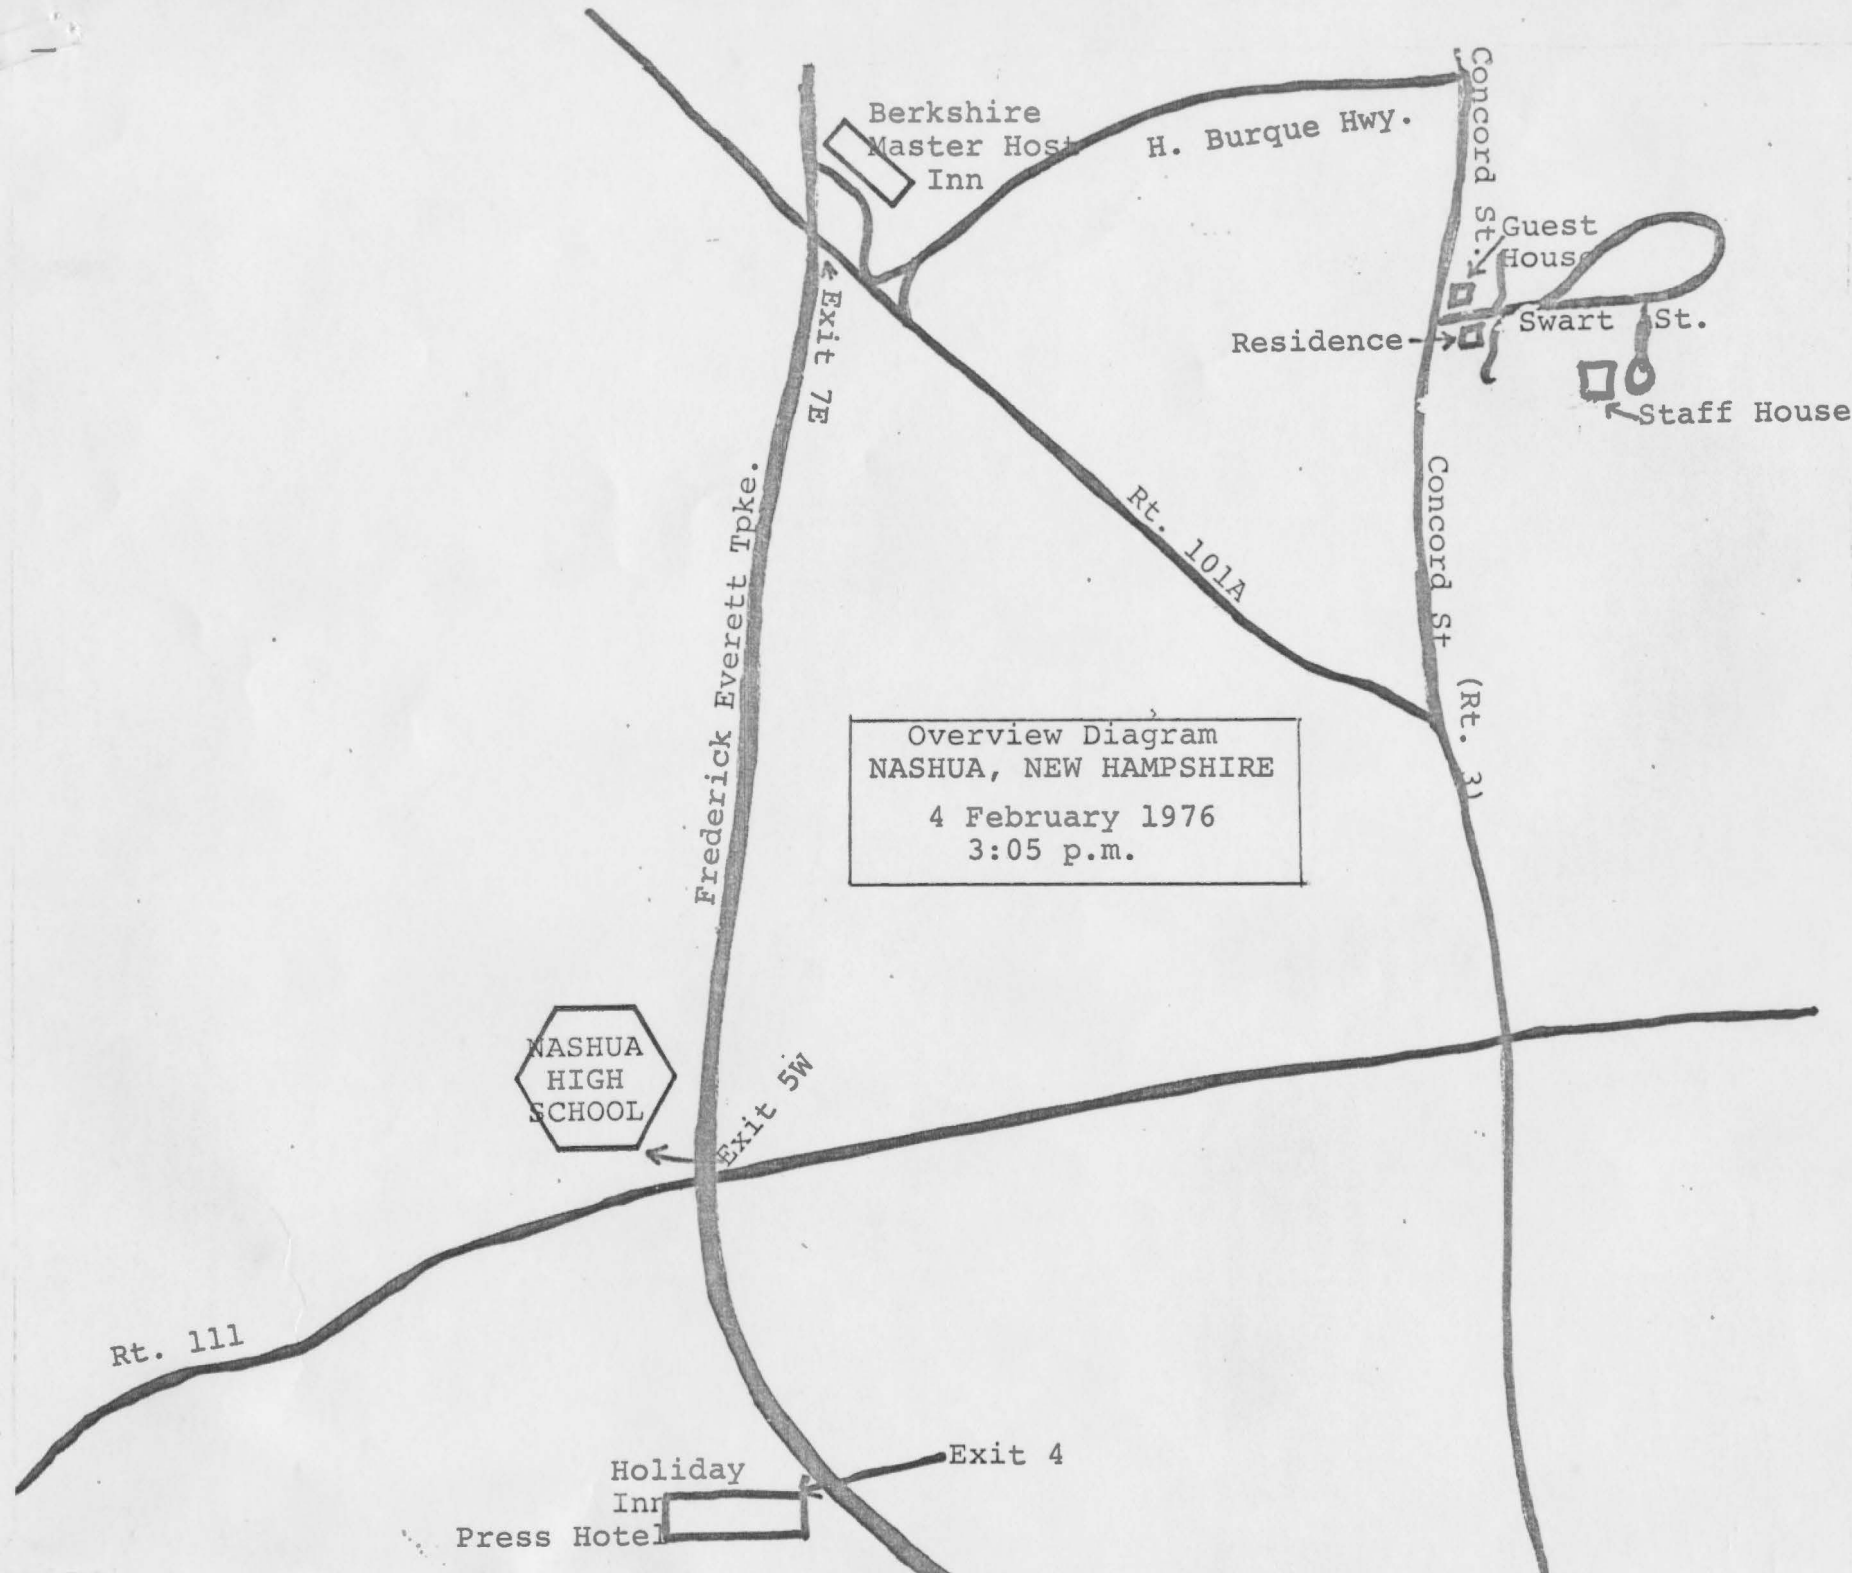 Berkshire
Master Host
Inn
H. Burque Hwy.
Concord St.
Guest
House
Swart St.
Residence
Staff House
Exit 7E
Frederick Everett Tpke.
Rt. 101A
Concord St (Rt. 3)
Overview Diagram
NASHUA, NEW HAMPSHIRE
4 February 1976
3:05 p.m.
NASHUA
HIGH
SCHOOL
Exit 5W
Rt. 111
Exit 4
Holiday
Inn
Press Hotel